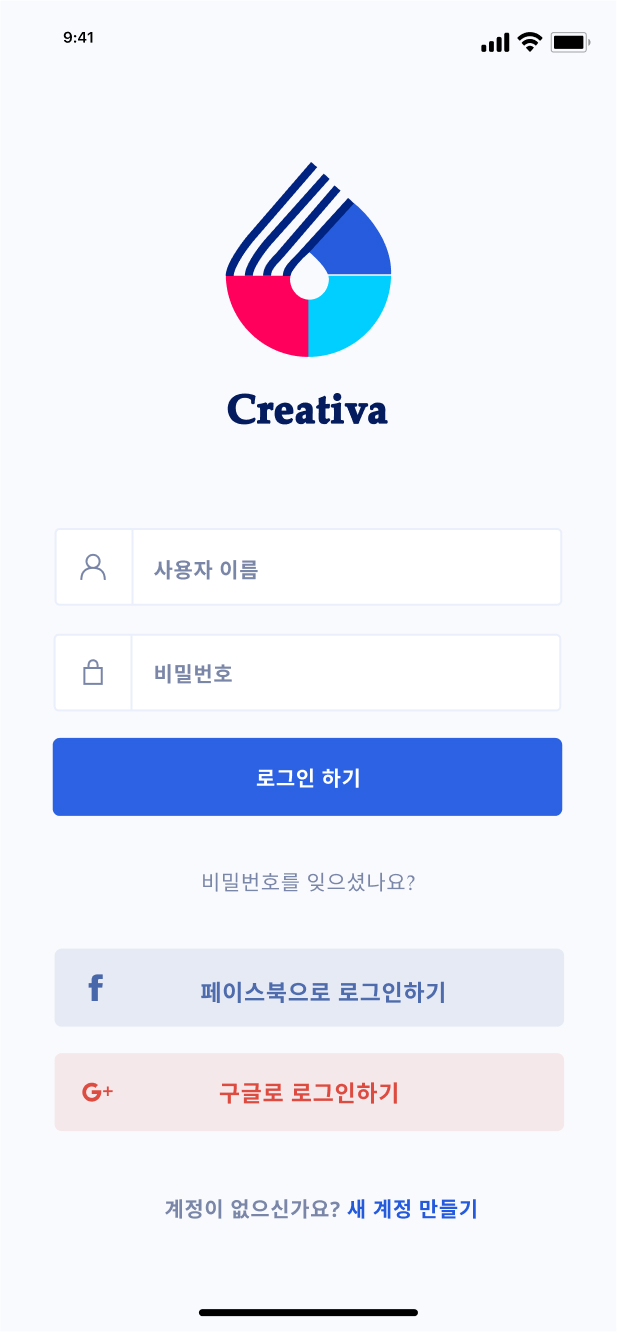 9:41
Creativa
사용자 이름
비밀번호
로그인 하기
비밀번호를 잊으셨나요?
f 페이스북으로 로그인하기
G+ 구글로 로그인하기
계정이 없으신가요? 새 계정 만들기